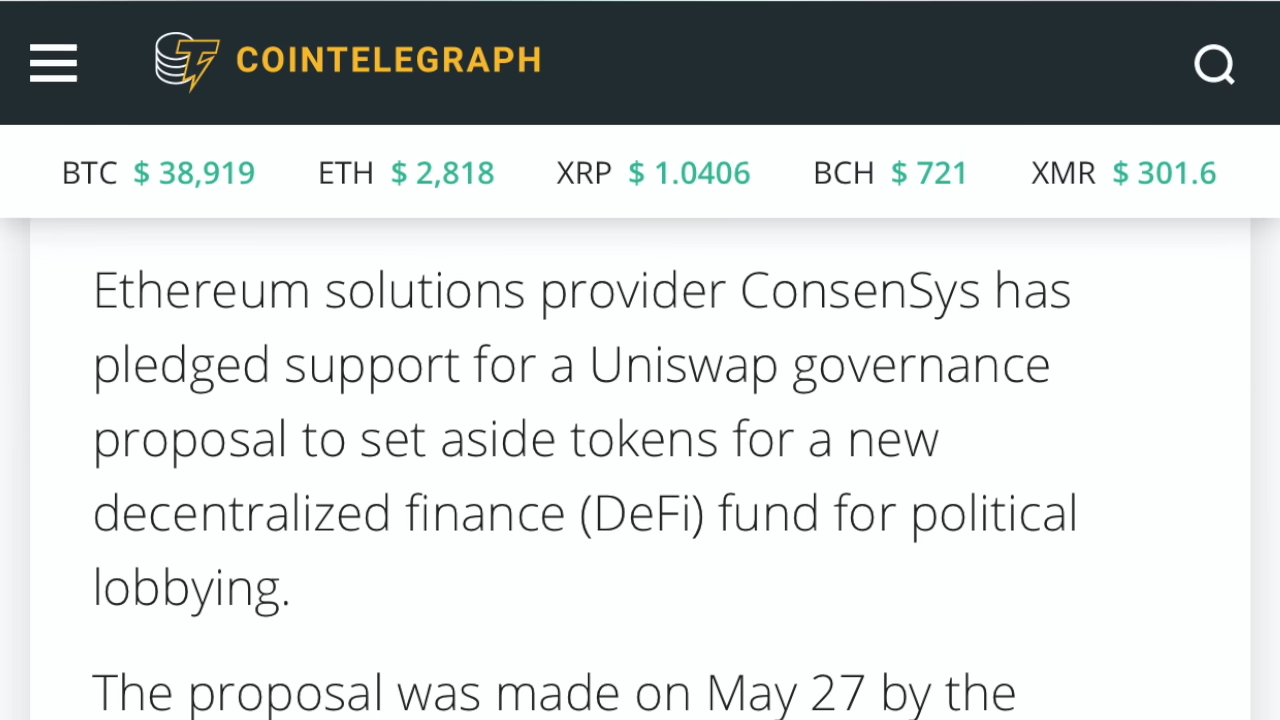 COINTELEGRAPH
BTC $ 38,919 ETH $ 2,818 XRP $ 1.0406 BCH $ 721 XMR $ 301.6
Ethereum solutions provider ConsenSys has
pledged support for a Uniswap governance
proposal to set aside tokens for a new
decentralized finance (DeFi) fund for political
lobbying.
The proposal was made on May 27 by the